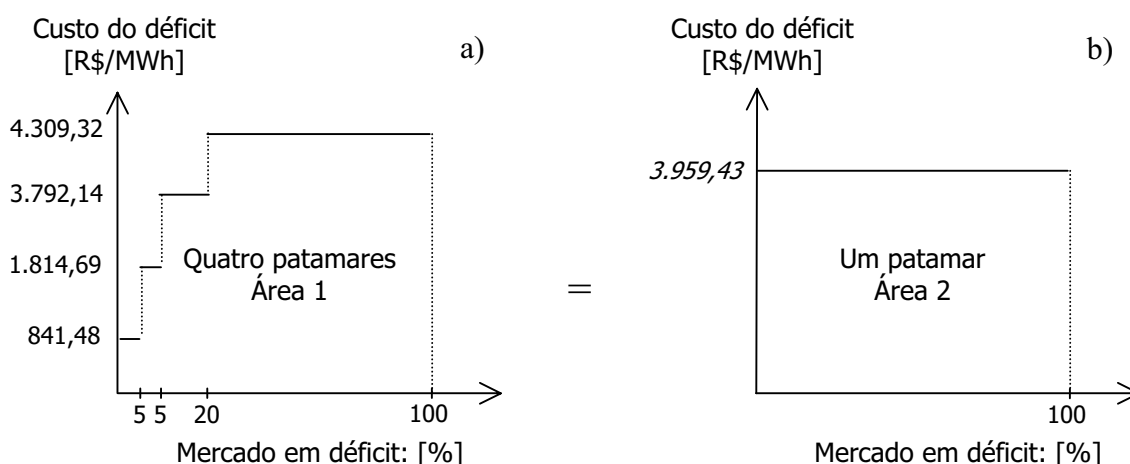 Custo do déficit
[R$/MWh]
a)
4.309,32
3.792,14
1.814,69
841,48
Quatro patamares
Área 1
5 5 20 100
Mercado em déficit: [%]
=
Custo do déficit
[R$/MWh]
b)
3.959,43
Um patamar
Área 2
100
Mercado em déficit: [%]